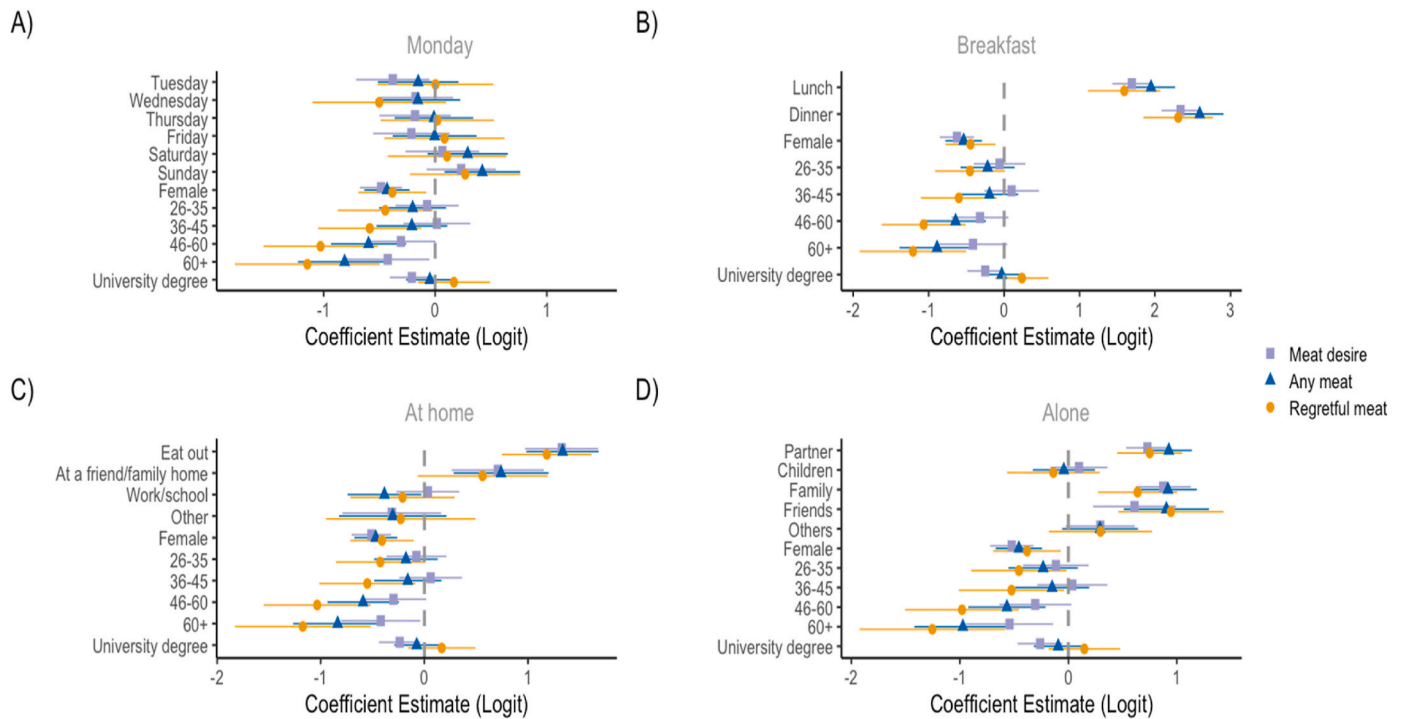 A)
Monday
Tuesday
Wednesday
Thursday
Friday
Saturday
Sunday
Female
26-35
36-45
46-60
60+
University degree
-1 0 1
Coefficient Estimate (Logit)
B)
Breakfast
Lunch
Dinner
Female
26-35
36-45
46-60
60+
University degree
-2 -1 0 1 2 3
Coefficient Estimate (Logit)
Meat desire
Any meat
Regretful meat
C)
At home
Eat out
At a friend/family home
Work/school
Other
Female
26-35
36-45
46-60
60+
University degree
-2 -1 0 1
Coefficient Estimate (Logit)
D)
Alone
Partner
Children
Family
Friends
Others
Female
26-35
36-45
46-60
60+
University degree
-2 -1 0 1
Coefficient Estimate (Logit)